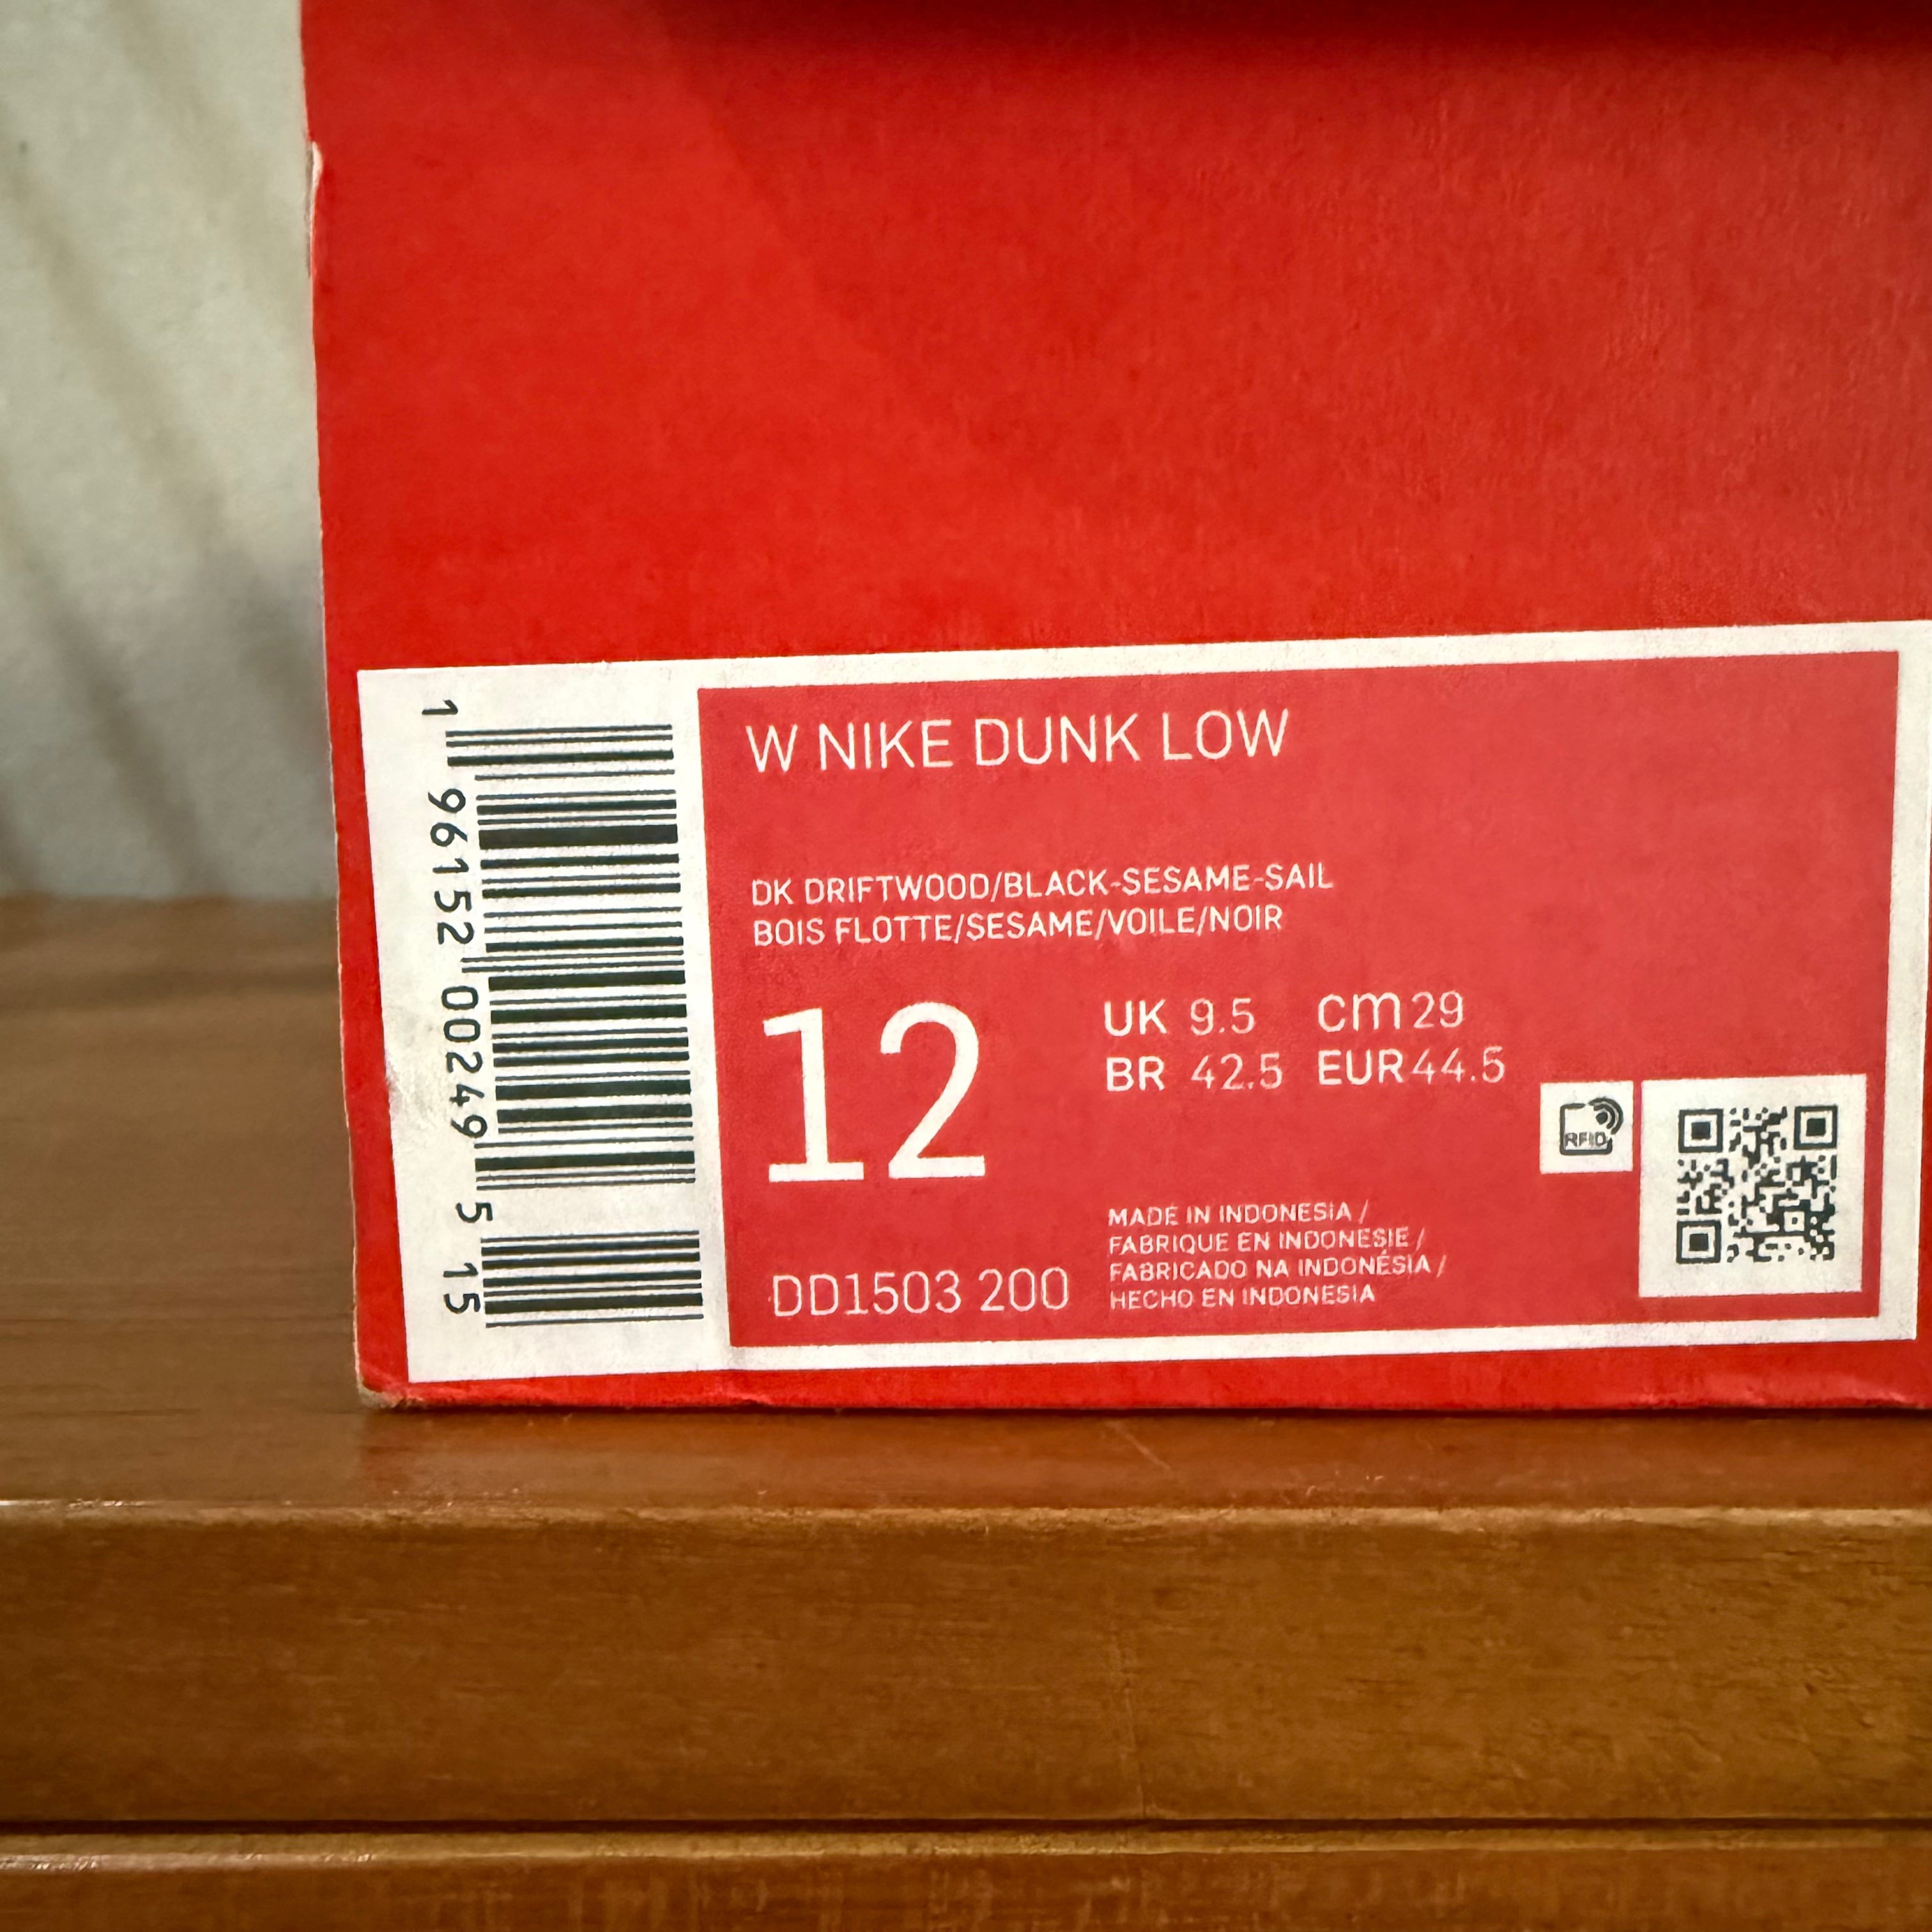 1 96152 00249 5 15
W NIKE DUNK LOW
DK DRIFTWOOD/BLACK-SESAME-SAIL
BOIS FLOTTE/SESAME/VOILE/NOIR
12
UK 9.5 cm 29
BR 42.5 EUR 44.5
RFID
MADE IN INDONESIA /
FABRIQUE EN INDONESIE /
FABRICADO NA INDONÉSIA /
HECHO EN INDONESIA
DD1503 200